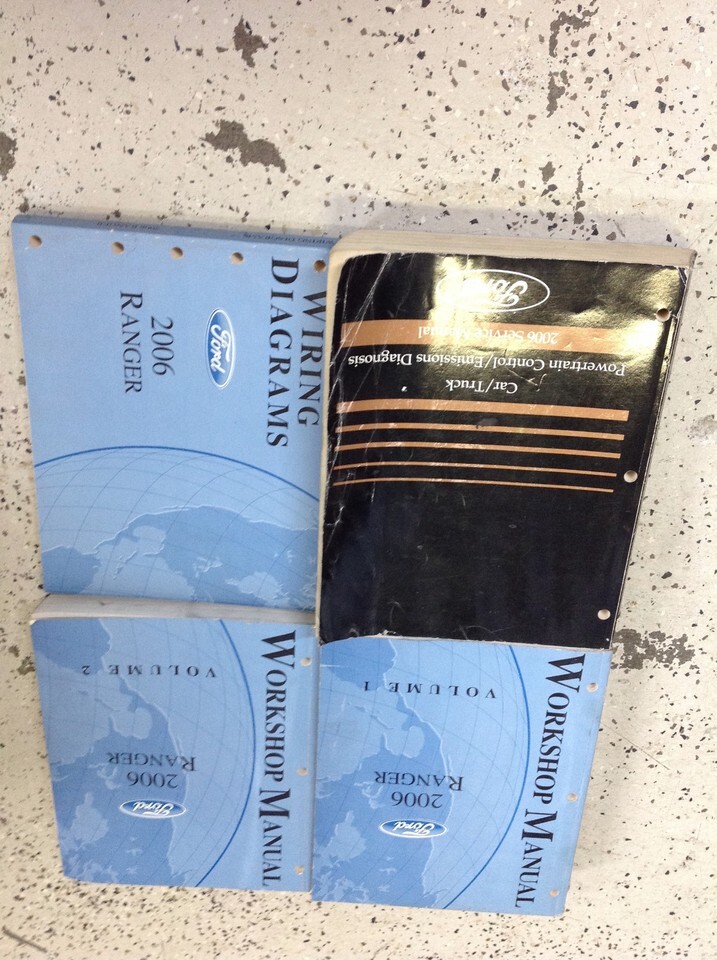 WIRING
DIAGRAMS
Ford
2006
RANGER
Ford
2006 Service Manual
Powertrain Control/Emissions Diagnosis
Car/Truck
WORKSHOP MANUAL
VOLUME 2
2006
RANGER
Ford
WORKSHOP MANUAL
VOLUME 1
2006
RANGER
Ford